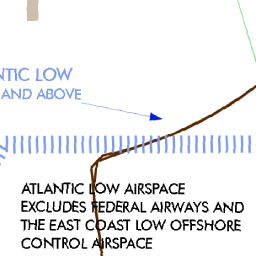 NTIC LOW
AND ABOVE
ATLANTIC LOW AIRSPACE
EXCLUDES FEDERAL AIRWAYS AND
THE EAST COAST LOW OFFSHORE
CONTROL AIRSPACE